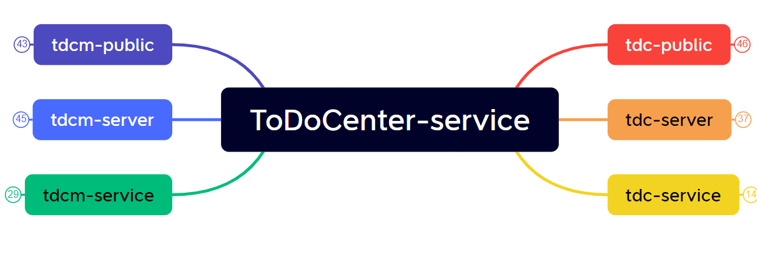 43 tdcm-public
tdc-public 46
ToDoCenter-service
45 tdcm-server
tdc-server 37
29 tdcm-service
tdc-service 14